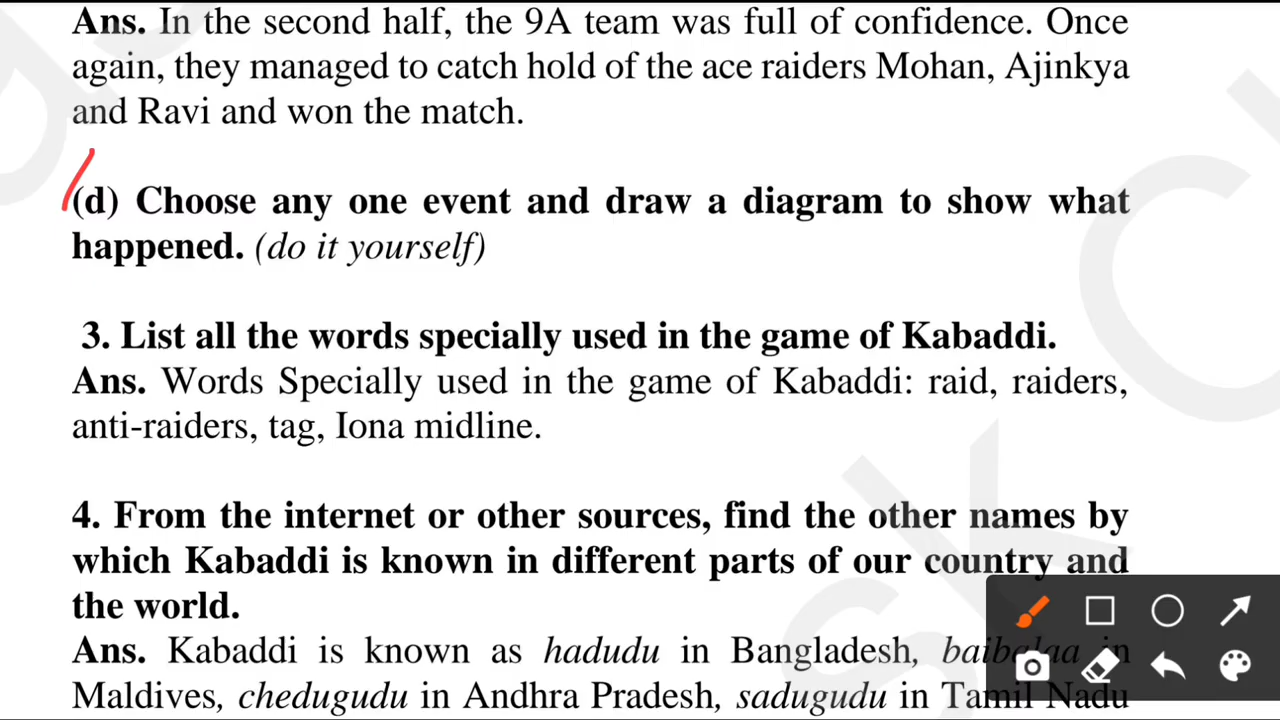 Ans. In the second half, the 9A team was full of confidence. Once
again, they managed to catch hold of the ace raiders Mohan, Ajinkya
and Ravi and won the match.
(d) Choose any one event and draw a diagram to show what
happened. (do it yourself)
3. List all the words specially used in the game of Kabaddi.
Ans. Words Specially used in the game of Kabaddi: raid, raiders,
anti-raiders, tag, Iona midline.
4. From the internet or other sources, find the other names by
which Kabaddi is known in different parts of our country and
the world.
Ans. Kabaddi is known as hadudu in Bangladesh, in
Maldives, chedugudu in Andhra Pradesh, sadugudu in Tamil Nadu